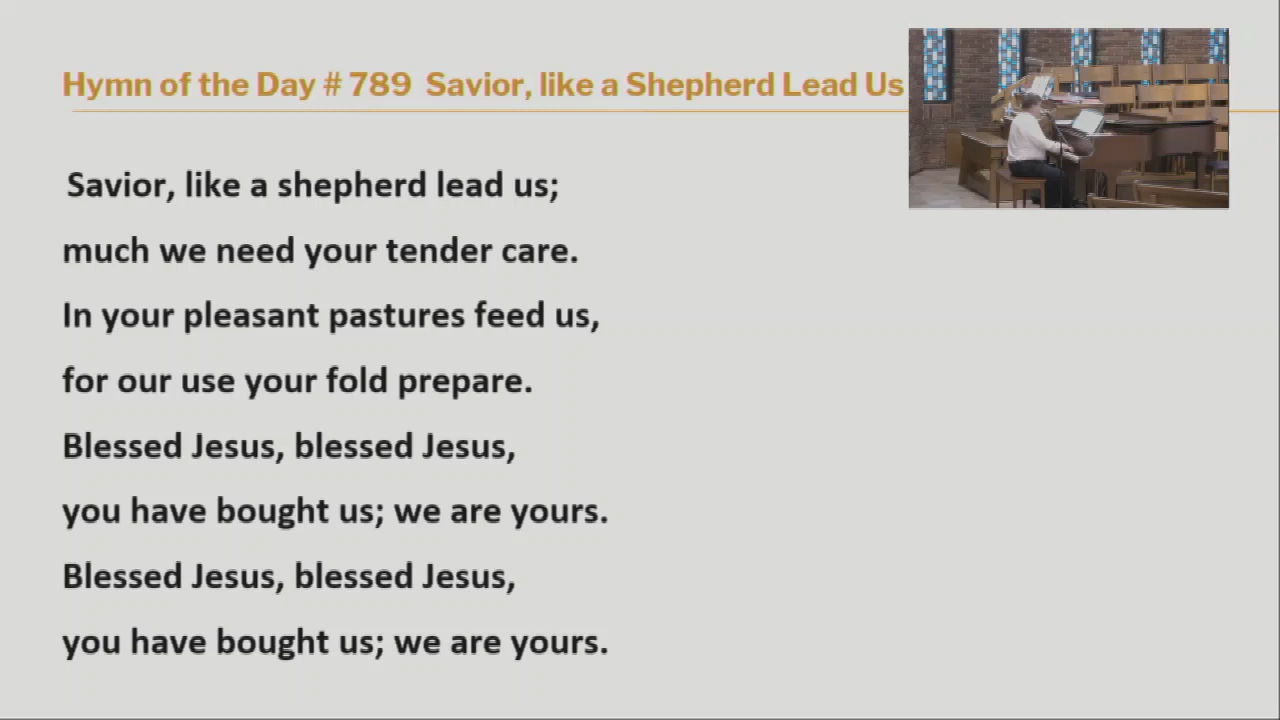 Hymn of the Day # 789 Savior, like a Shepherd Lead Us
Savior, like a shepherd lead us;
much we need your tender care.
In your pleasant pastures feed us,
for our use your fold prepare.
Blessed Jesus, blessed Jesus,
you have bought us; we are yours.
Blessed Jesus, blessed Jesus,
you have bought us; we are yours.